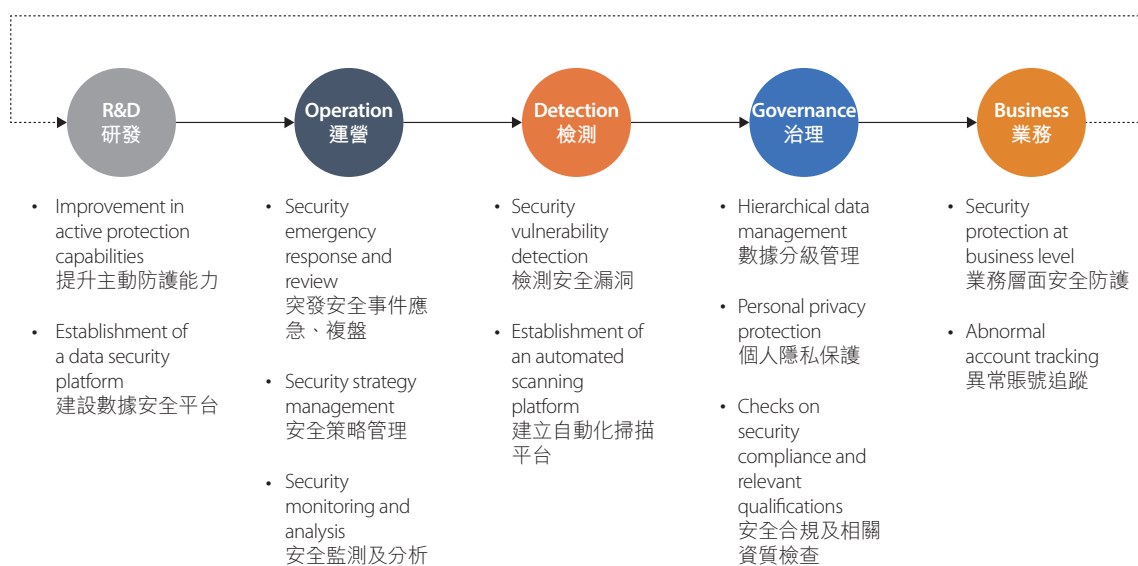 R&D
研發
Operation
運營
Detection
檢測
Governance
治理
Business
業務
• Improvement in
active protection
capabilities
提升主動防護能力
• Establishment of
a data security
platform
建設數據安全平台
• Security
emergency
response and
review
突發安全事件應
急、複盤
• Security strategy
management
安全策略管理
• Security
monitoring and
analysis
安全監測及分析
• Security
vulnerability
detection
檢測安全漏洞
• Establishment of
an automated
scanning
platform
建立自動化掃描
平台
• Hierarchical data
management
數據分級管理
• Personal privacy
protection
個人隱私保護
• Checks on
security
compliance and
relevant
qualifications
安全合規及相關
資質檢查
• Security
protection at
business level
業務層面安全防護
• Abnormal
account tracking
異常賬號追蹤